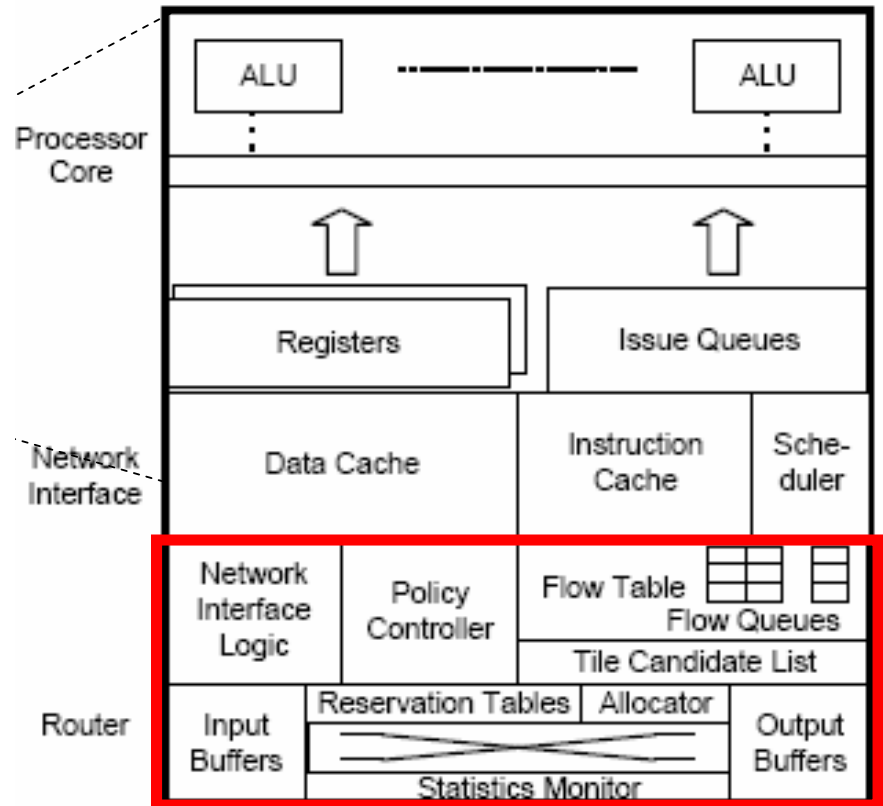 ALU
ALU
Processor
Core
Registers
Issue Queues
Network
Interface
Data Cache
Instruction
Cache
Sche-
duler
Network
Interface
Logic
Policy
Controller
Flow Table
Flow Queues
Tile Candidate List
Router
Input
Buffers
Reservation Tables
Allocator
Statistics Monitor
Output
Buffers